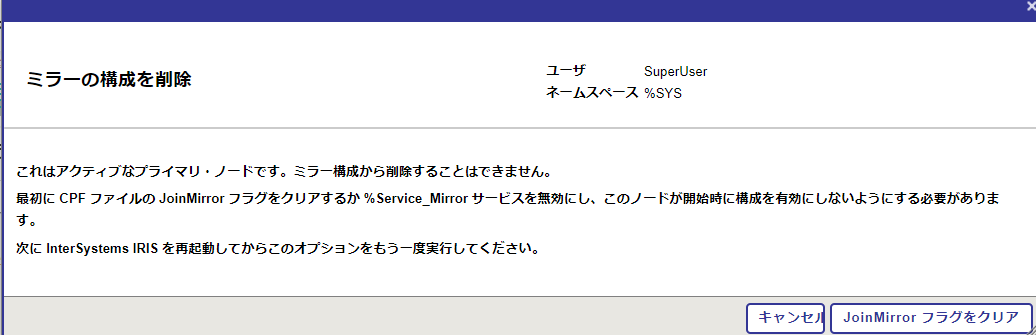 ミラーの構成を削除
ユーザ SuperUser
ネームスペース %SYS
これはアクティブなプライマリ・ノードです。ミラー構成から削除することはできません。
最初に CPF ファイルの JoinMirror フラグをクリアするか %Service_Mirror サービスを無効にし、このノードが開始時に構成を有効にしないようにする必要がありま
す。
次に InterSystems IRIS を再起動してからこのオプションをもう一度実行してください。
キャンセル JoinMirror フラグをクリア